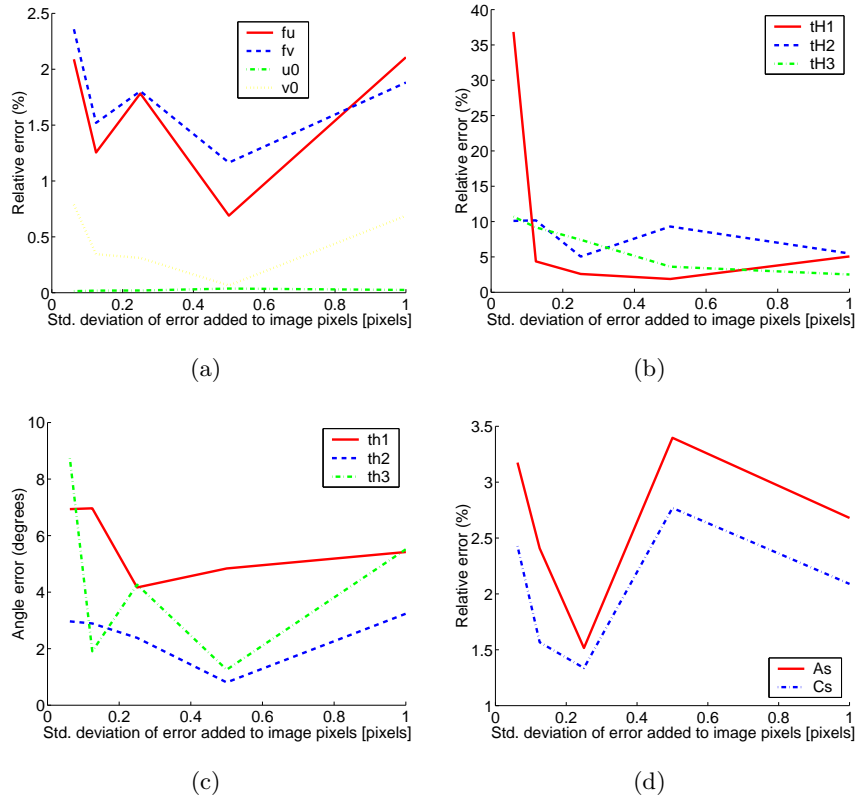 2.5
2
1.5
1
0.5
0
Relative error (%)
fu
fv
u0
v0
0 0.2 0.4 0.6 0.8 1
Std. deviation of error added to image pixels [pixels]
(a)
40
35
30
25
20
15
10
5
0
Relative error (%)
tH1
tH2
tH3
0 0.2 0.4 0.6 0.8 1
Std. deviation of error added to image pixels [pixels]
(b)
10
8
6
4
2
0
Angle error (degrees)
th1
th2
th3
0 0.2 0.4 0.6 0.8 1
Std. deviation of error added to image pixels [pixels]
(c)
3.5
3
2.5
2
1.5
1
Relative error (%)
As
Cs
0 0.2 0.4 0.6 0.8 1
Std. deviation of error added to image pixels [pixels]
(d)